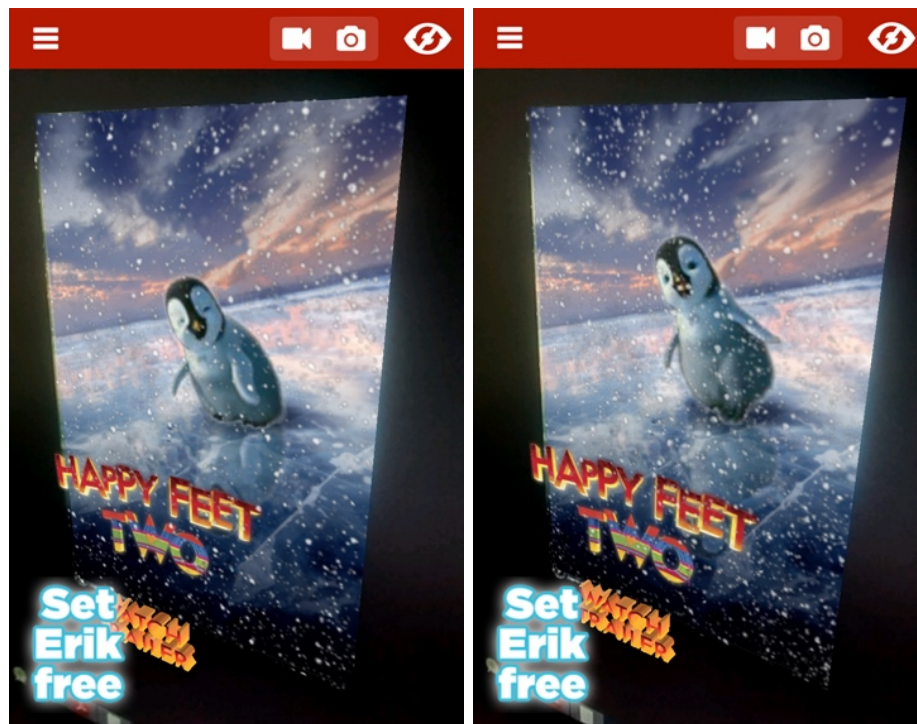 HAPPY FEET
TWO
WATCH
TRAILER
Set
Erik
free
HAPPY FEET
TWO
WATCH
TRAILER
Set
Erik
free